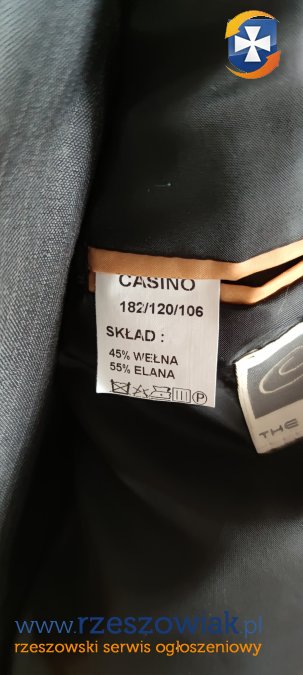 CASINO
182/120/106
SKŁAD :
45% WEŁNA
55% ELANA
P
THE
www.rzeszowiak.pl
rzeszowski serwis ogłoszeniowy